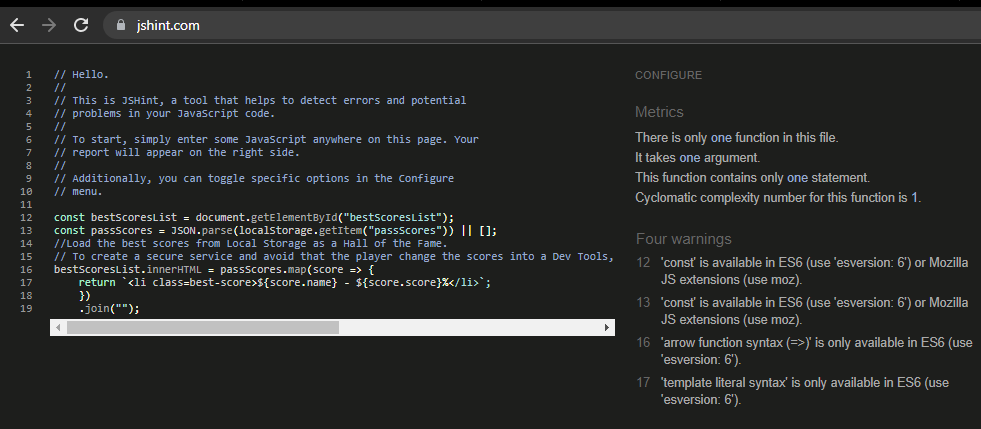 jshint.com
1 // Hello.
2 //
3 // This is JSHint, a tool that helps to detect errors and potential
4 // problems in your JavaScript code.
5 //
6 // To start, simply enter some JavaScript anywhere on this page. Your
7 // report will appear on the right side.
8 //
9 // Additionally, you can toggle specific options in the Configure
10 // menu.
11
12 const bestScoresList = document.getElementById("bestScoresList");
13 const passScores = JSON.parse(localStorage.getItem("passScores")) || [];
14 //Load the best scores from Local Storage as a Hall of the Fame.
15 // To create a secure service and avoid that the player change the scores into a Dev Tools,
16 bestScoresList.innerHTML = passScores.map(score => {
17 return `<li class=best-score>${score.name} - ${score.score}%</li>`;
18 })
19 .join("");
CONFIGURE
Metrics
There is only one function in this file.
It takes one argument.
This function contains only one statement.
Cyclomatic complexity number for this function is 1.
Four warnings
12 'const' is available in ES6 (use 'esversion: 6') or Mozilla
JS extensions (use moz).
13 'const' is available in ES6 (use 'esversion: 6') or Mozilla
JS extensions (use moz).
16 'arrow function syntax (=>)' is only available in ES6 (use
'esversion: 6').
17 'template literal syntax' is only available in ES6 (use
'esversion: 6').